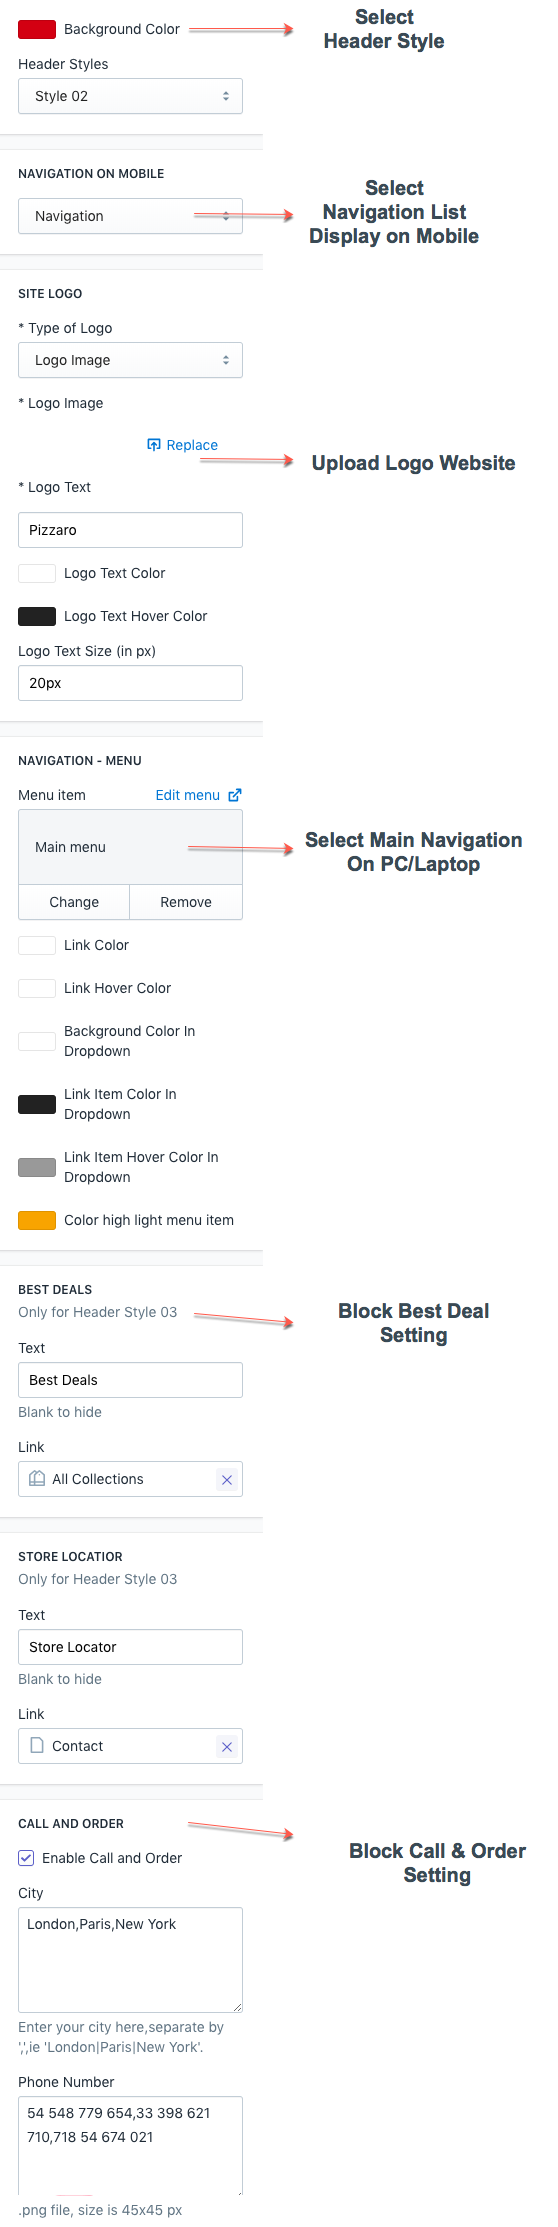 Background Color
Select
Header Style
Header Styles
Style 02
NAVIGATION ON MOBILE
Navigation
Select
Navigation List
Display on Mobile
SITE LOGO
* Type of Logo
Logo Image
* Logo Image
Replace
Upload Logo Website
* Logo Text
Pizzaro
Logo Text Color
Logo Text Hover Color
Logo Text Size (in px)
20px
NAVIGATION - MENU
Menu item
Edit menu
Main menu
Select Main Navigation
On PC/Laptop
Change
Remove
Link Color
Link Hover Color
Background Color In
Dropdown
Link Item Color In
Dropdown
Link Item Hover Color In
Dropdown
Color high light menu item
BEST DEALS
Only for Header Style 03
Block Best Deal
Setting
Text
Best Deals
Blank to hide
Link
All Collections
STORE LOCATIOR
Only for Header Style 03
Text
Store Locator
Blank to hide
Link
Contact
CALL AND ORDER
Block Call & Order
Setting
Enable Call and Order
City
London,Paris,New York
Enter your city here,separate by
',',ie 'London|Paris|New York'.
Phone Number
54 548 779 654,33 398 621
710,718 54 674 021
.png file, size is 45x45 px